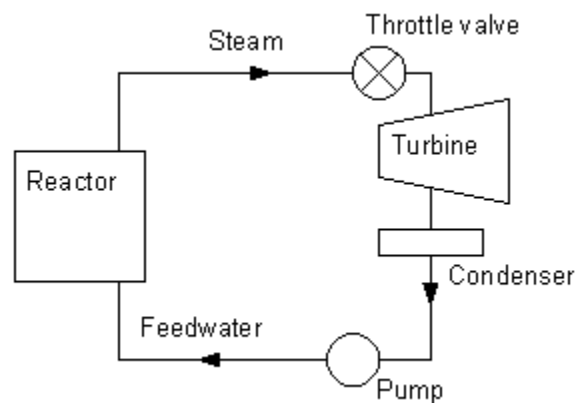 Throttle valve
Steam
Turbine
Reactor
Condenser
Feedwater
Pump